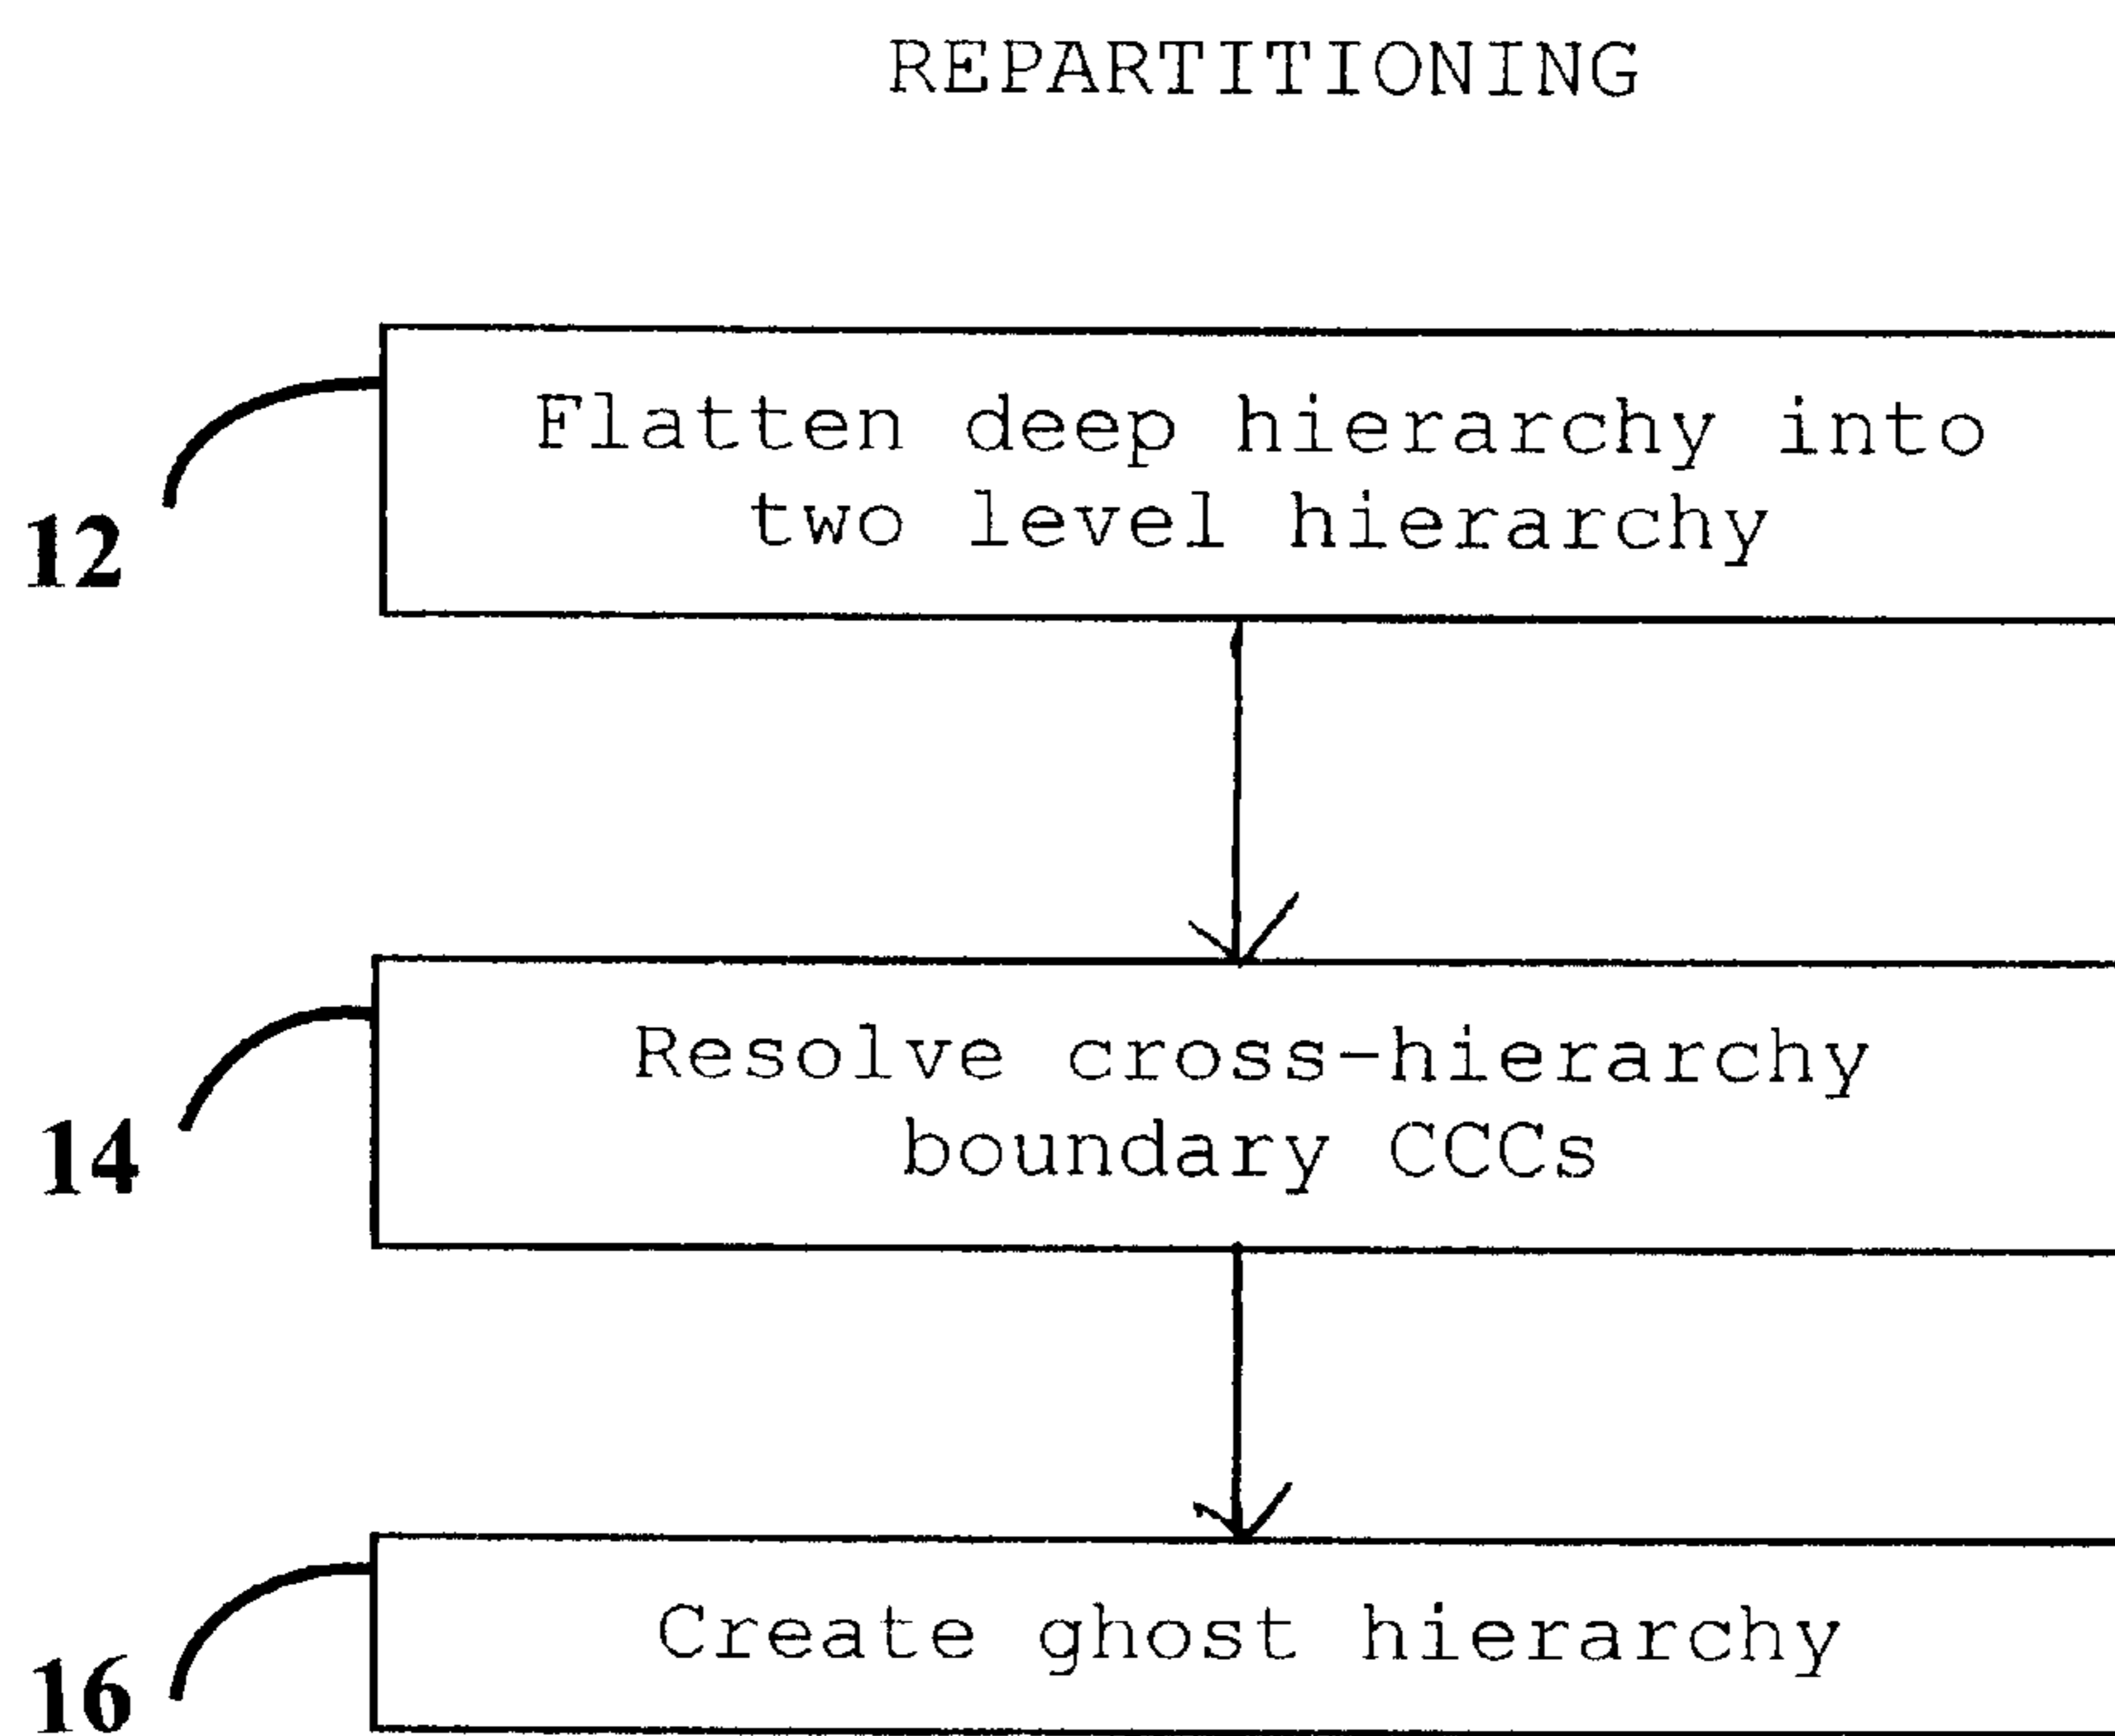 REPARTITIONING
Flatten deep hierarchy into
two level hierarchy
12
Resolve cross-hierarchy
boundary CCCs
14
Create ghost hierarchy
16